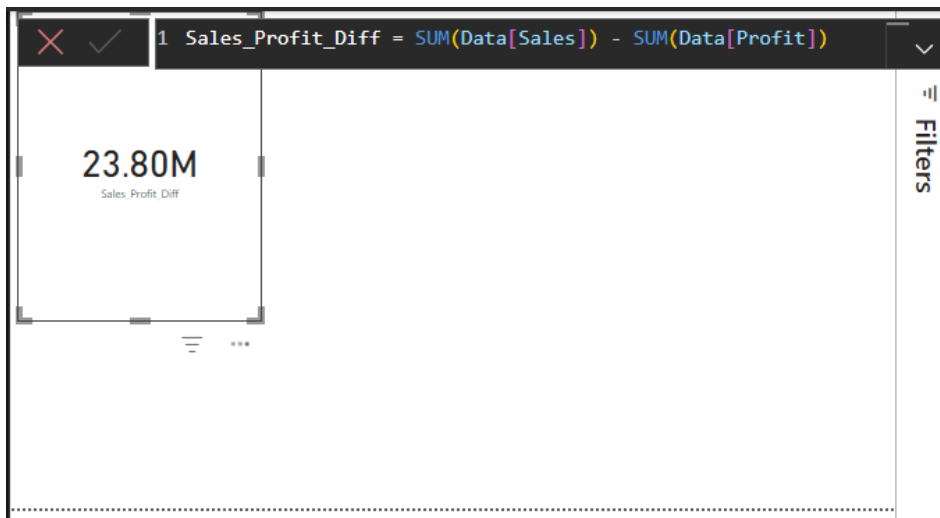 1 Sales_Profit_Diff = SUM(Data[Sales]) - SUM(Data[Profit])
Filters
23.80M
Sales_Profit_Diff